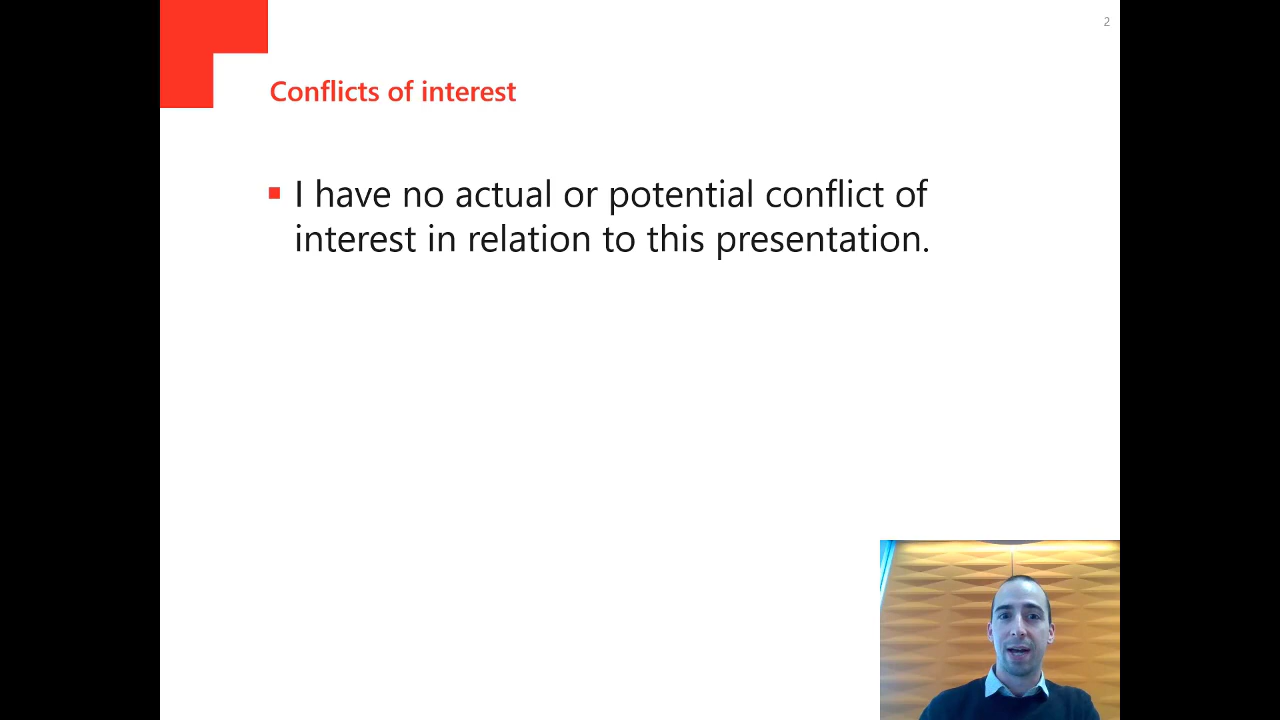 2
Conflicts of interest
I have no actual or potential conflict of
interest in relation to this presentation.